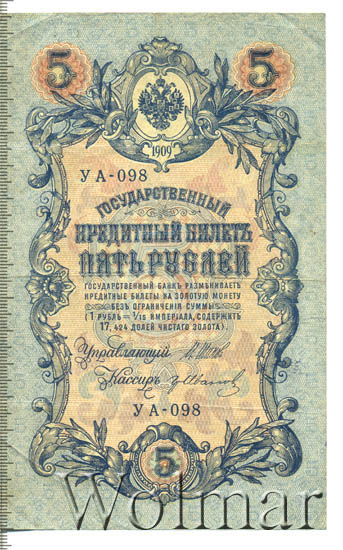 5 5
1909
УА-098
ГОСУДАРСТВЕННЫЙ
КРЕДИТНЫЙ БИЛЕТЪ
ПЯТЬ РУБЛЕЙ
ГОСУДАРСТВЕННЫЙ БАНКЪ РАЗМѢНИВАЕТЪ
КРЕДИТНЫЕ БИЛЕТЫ НА ЗОЛОТУЮ МОНЕТУ
БЕЗЪ ОГРАНИЧЕНІЯ СУММЫ
(1 РУБЛЬ = 1/15 ИМПЕРІАЛА, СОДЕРЖИТЪ
17,424 ДОЛЕЙ ЧИСТАГО ЗОЛОТА).
Управляющій
Кассиръ
УА-098
5
Wolmar